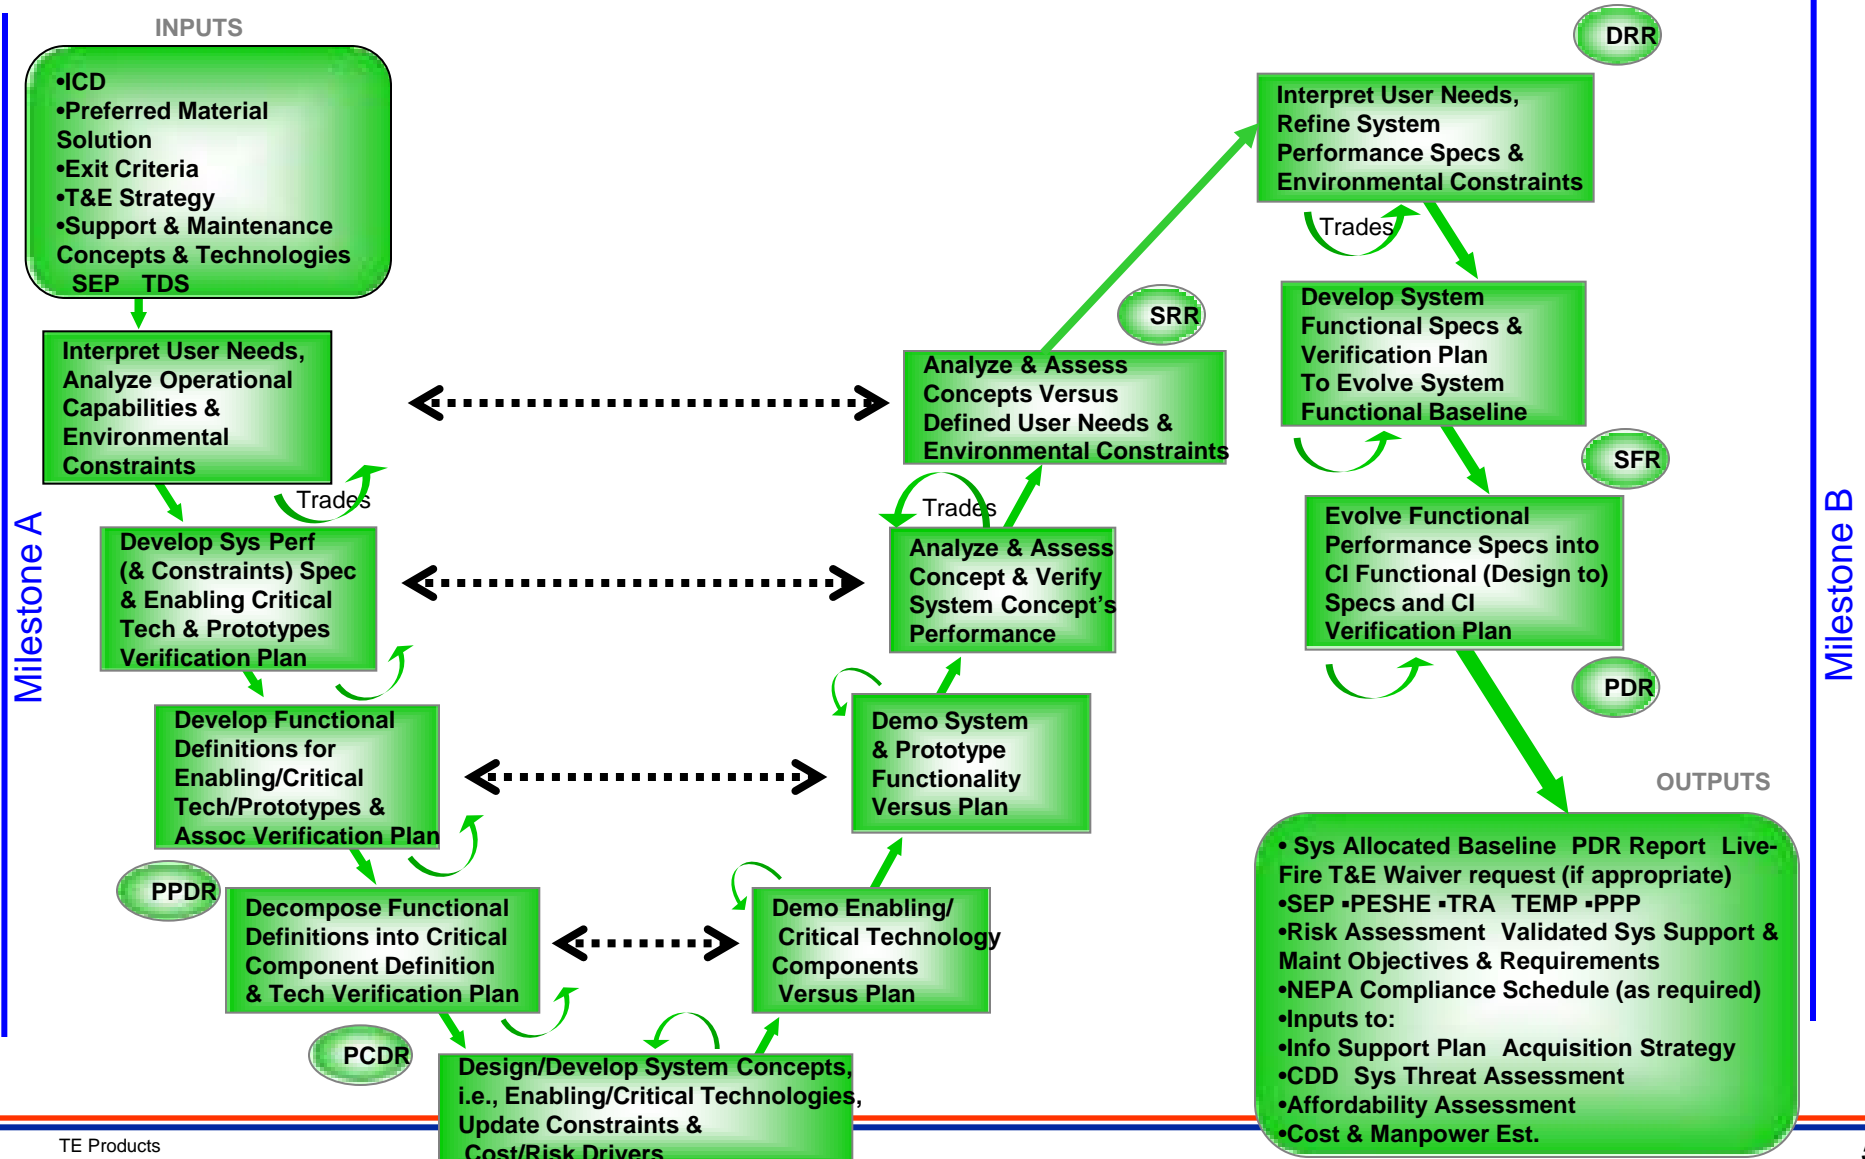 INPUTS
•ICD
•Preferred Material
Solution
•Exit Criteria
•T&E Strategy
•Support & Maintenance
Concepts & Technologies
SEP TDS
Interpret User Needs,
Analyze Operational
Capabilities &
Environmental
Constraints
Trades
Develop Sys Perf
(& Constraints) Spec
& Enabling Critical
Tech & Prototypes
Verification Plan
Develop Functional
Definitions for
Enabling/Critical
Tech/Prototypes &
Assoc Verification Plan
PPDR
Decompose Functional
Definitions into Critical
Component Definition
& Tech Verification Plan
PCDR
Design/Develop System Concepts,
i.e., Enabling/Critical Technologies,
Update Constraints &
Cost/Risk Drivers
Demo Enabling/
Critical Technology
Components
Versus Plan
Demo System
& Prototype
Functionality
Versus Plan
Analyze & Assess
Concept & Verify
System Concept’s
Performance
Trades
Analyze & Assess
Concepts Versus
Defined User Needs &
Environmental Constraints
SRR
DRR
Interpret User Needs,
Refine System
Performance Specs &
Environmental Constraints
Trades
Develop System
Functional Specs &
Verification Plan
To Evolve System
Functional Baseline
SFR
Evolve Functional
Performance Specs into
CI Functional (Design to)
Specs and CI
Verification Plan
PDR
OUTPUTS
• Sys Allocated Baseline PDR Report Live-
Fire T&E Waiver request (if appropriate)
•SEP ▪PESHE ▪TRA TEMP ▪PPP
•Risk Assessment Validated Sys Support &
Maint Objectives & Requirements
•NEPA Compliance Schedule (as required)
•Inputs to:
•Info Support Plan Acquisition Strategy
•CDD Sys Threat Assessment
•Affordability Assessment
•Cost & Manpower Est.
Milestone A
Milestone B
TE Products